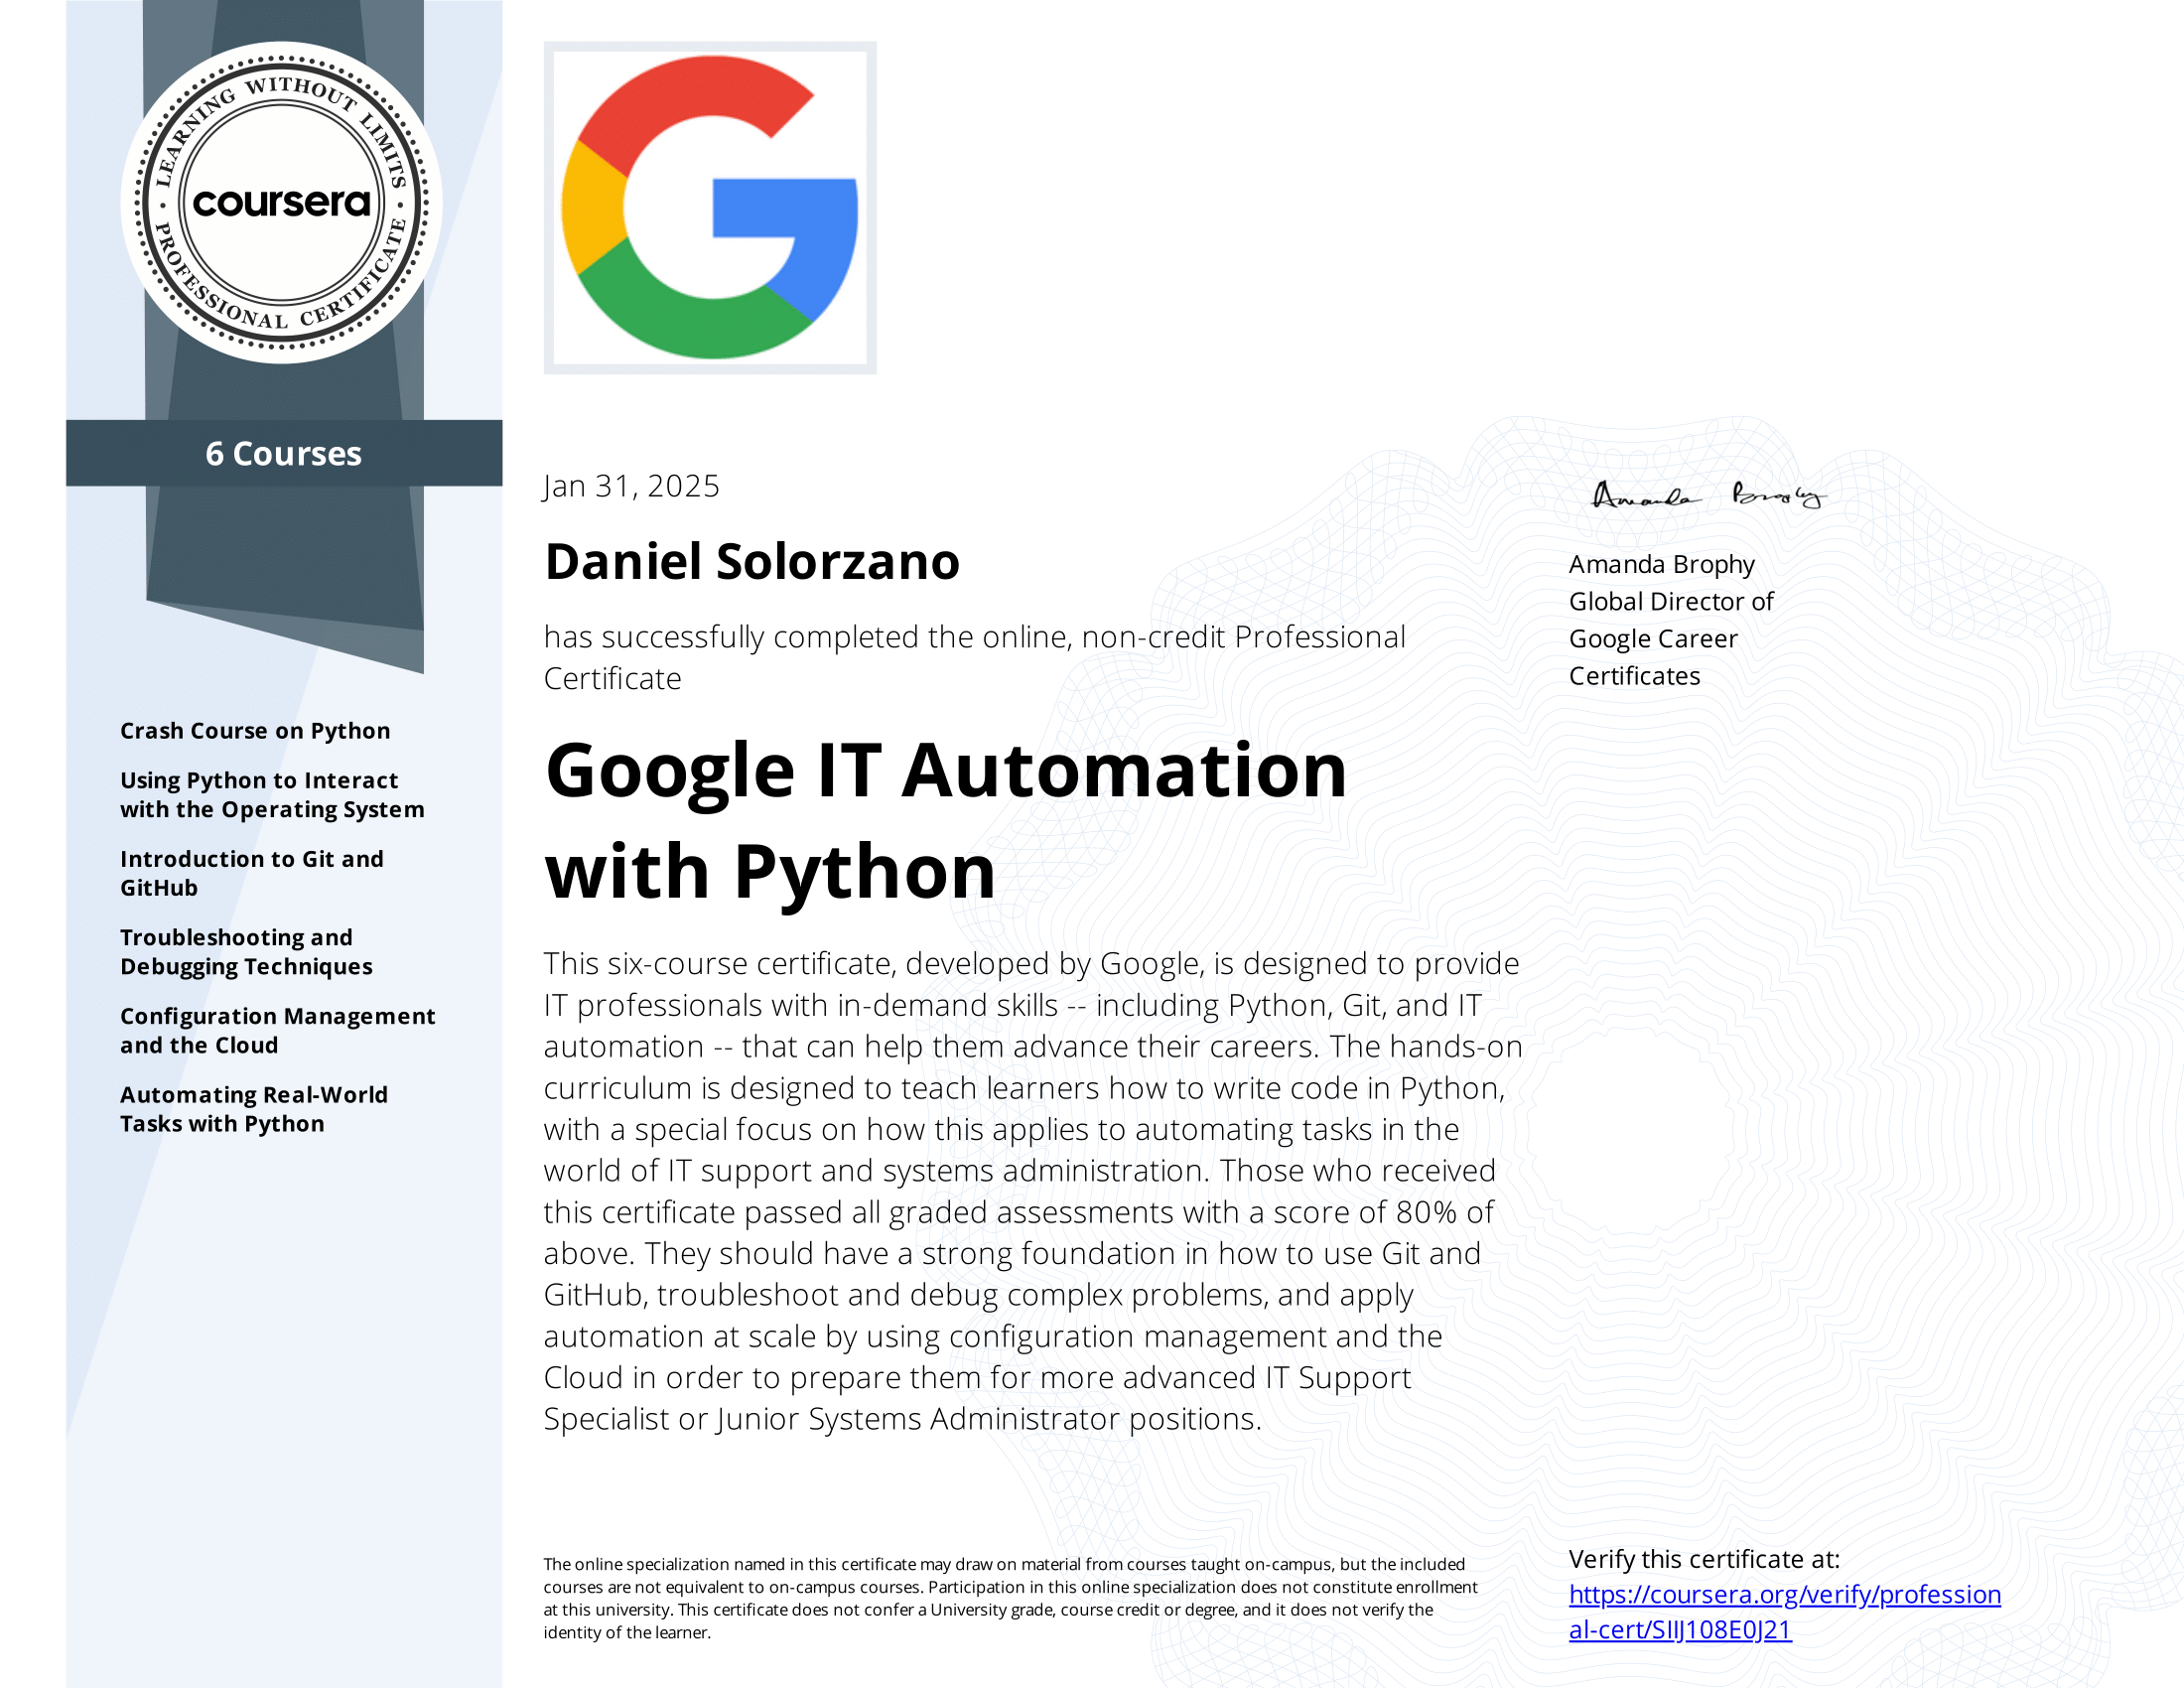 LEARNING WITHOUT LIMITS
coursera
PROFESSIONAL CERTIFICATE
6 Courses
Crash Course on Python
Using Python to Interact
with the Operating System
Introduction to Git and
GitHub
Troubleshooting and
Debugging Techniques
Configuration Management
and the Cloud
Automating Real-World
Tasks with Python
Jan 31, 2025
Daniel Solorzano
has successfully completed the online, non-credit Professional
Certificate
Google IT Automation
with Python
This six-course certificate, developed by Google, is designed to provide
IT professionals with in-demand skills -- including Python, Git, and IT
automation -- that can help them advance their careers. The hands-on
curriculum is designed to teach learners how to write code in Python,
with a special focus on how this applies to automating tasks in the
world of IT support and systems administration. Those who received
this certificate passed all graded assessments with a score of 80% of
above. They should have a strong foundation in how to use Git and
GitHub, troubleshoot and debug complex problems, and apply
automation at scale by using configuration management and the
Cloud in order to prepare them for more advanced IT Support
Specialist or Junior Systems Administrator positions.
The online specialization named in this certificate may draw on material from courses taught on-campus, but the included
courses are not equivalent to on-campus courses. Participation in this online specialization does not constitute enrollment
at this university. This certificate does not confer a University grade, course credit or degree, and it does not verify the
identity of the learner.
Amanda Brophy
Amanda Brophy
Global Director of
Google Career
Certificates
Verify this certificate at:
https://coursera.org/verify/profession
al-cert/SIIJ108E0J21